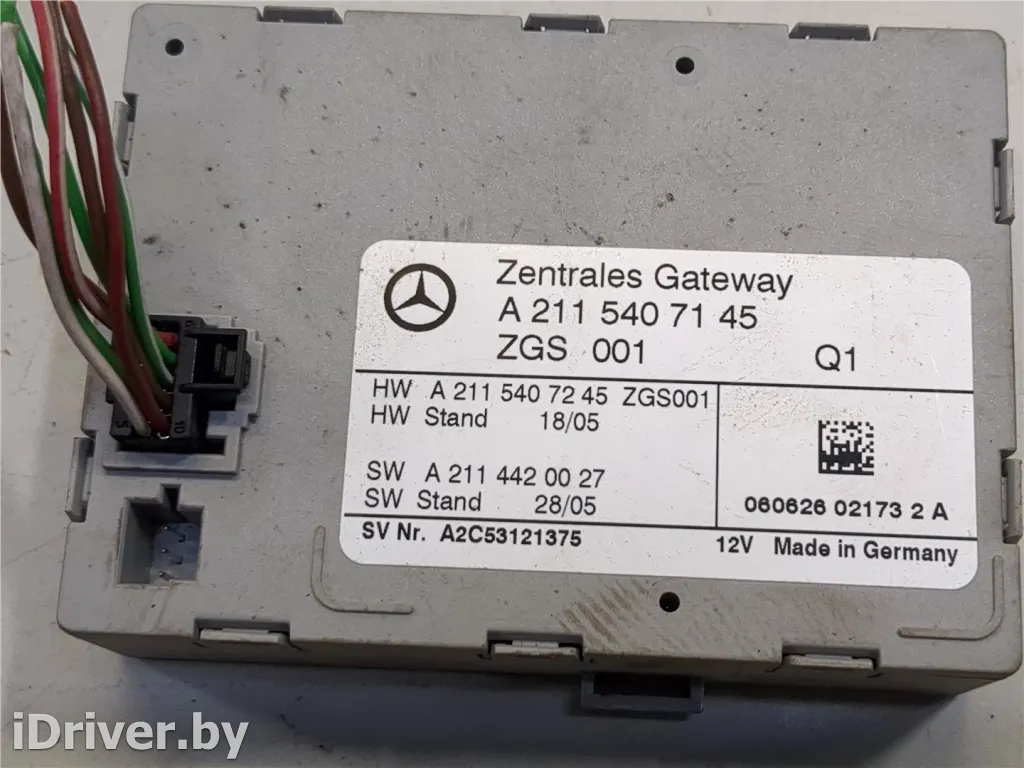 Zentrales Gateway
A 211 540 71 45
ZGS 001 Q1
HW A 211 540 72 45 ZGS001
HW Stand 18/05
SW A 211 442 00 27
SW Stand 28/05
060626 02173 2 A
SV Nr. A2C53121375 12V Made in Germany
5 10
iDriver.by